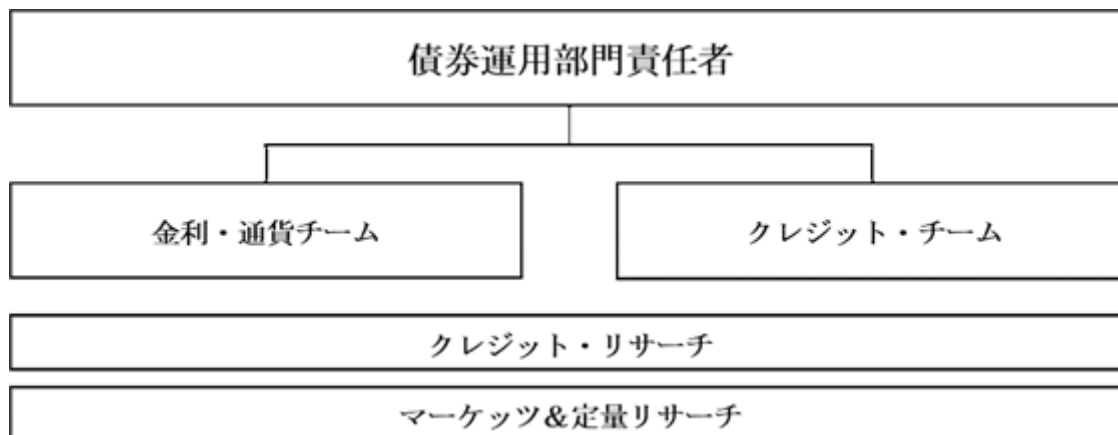 債券運用部門責任者
金利・通貨チーム
クレジット・チーム
クレジット・リサーチ
マーケッツ&定量リサーチ